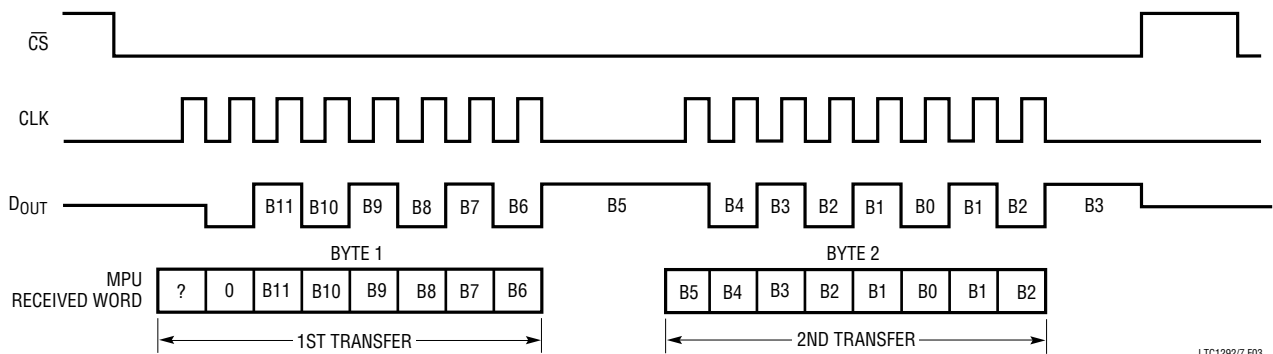 CS
CLK
DOUT
B11 B10 B9 B8 B7 B6 B5 B4 B3 B2 B1 B0 B1 B2 B3
BYTE 1 BYTE 2
MPU
RECEIVED WORD
? 0 B11 B10 B9 B8 B7 B6 B5 B4 B3 B2 B1 B0 B1 B2
1ST TRANSFER 2ND TRANSFER
LTC1292/7 F03